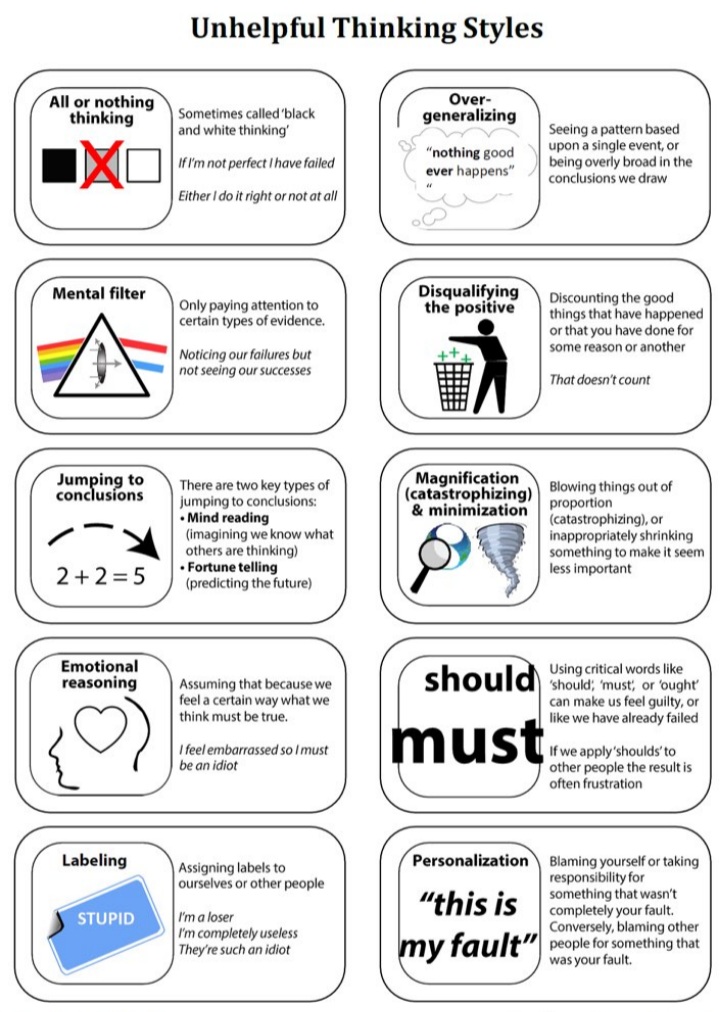 Unhelpful Thinking Styles
All or nothing
thinking
Sometimes called ‘black
and white thinking’
If I’m not perfect I have failed
Either I do it right or not at all
Over-
generalizing
“nothing good
ever happens”
“
Seeing a pattern based
upon a single event, or
being overly broad in the
conclusions we draw
Mental filter
Only paying attention to
certain types of evidence.
Noticing our failures but
not seeing our successes
Disqualifying
the positive
+++
Discounting the good
things that have happened
or that you have done for
some reason or another
That doesn’t count
Jumping to
conclusions
2 + 2 = 5
There are two key types of
jumping to conclusions:
• Mind reading
(imagining we know what
others are thinking)
• Fortune telling
(predicting the future)
Magnification
(catastrophizing)
& minimization
Blowing things out of
proportion
(catastrophizing), or
inappropriately shrinking
something to make it seem
less important
Emotional
reasoning
Assuming that because we
feel a certain way what we
think must be true.
I feel embarrassed so I must
be an idiot
should
must
Using critical words like
‘should’, ‘must’, or ‘ought’
can make us feel guilty, or
like we have already failed
If we apply ‘shoulds’ to
other people the result is
often frustration
Labeling
STUPID
Assigning labels to
ourselves or other people
I’m a loser
I’m completely useless
They’re such an idiot
Personalization
“this is
my fault”
Blaming yourself or taking
responsibility for
something that wasn’t
completely your fault.
Conversely, blaming other
people for something that
was your fault.